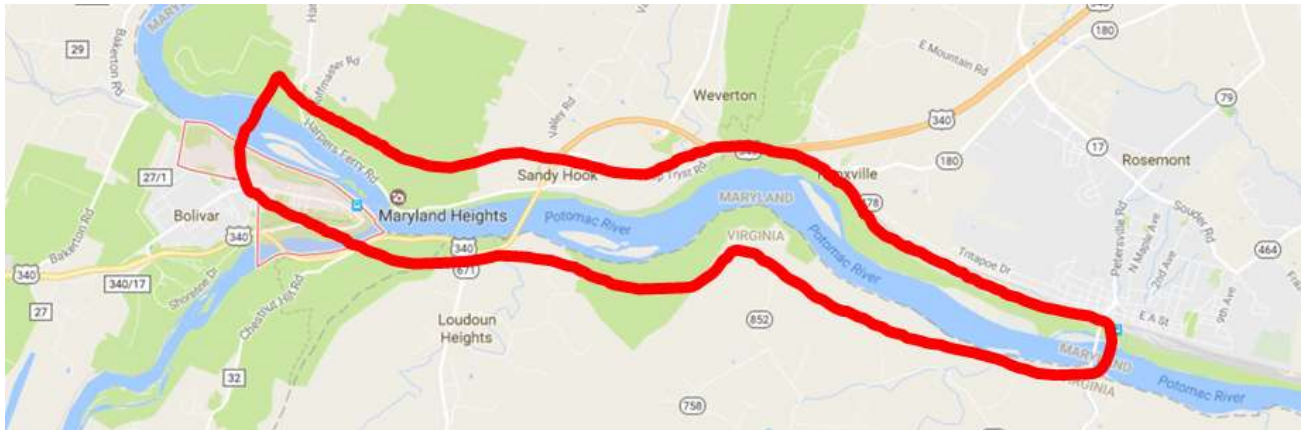 MARYLA
29
Bakerton Rd
Harpers Ferry Rd
Valley Rd
Weverton
E Mountain Rd
340
180
180
79
17
Rosemont
340
27/1
Bolivar
340
Bakerton Rd
340
340/17
27
Shoreline Dr
Chestnut Hill Rd
32
Maryland Heights
Sandy Hook
340
671
Loudoun
Heights
Potomac River
MARYLAND
VIRGINIA
Potomac River
852
758
478
Tritapoe Dr
Petersville Rd
N Maple Ave
2nd Ave
Souder Rd
464
9th Ave
E A St
MARYLAND
VIRGINIA
Potomac River